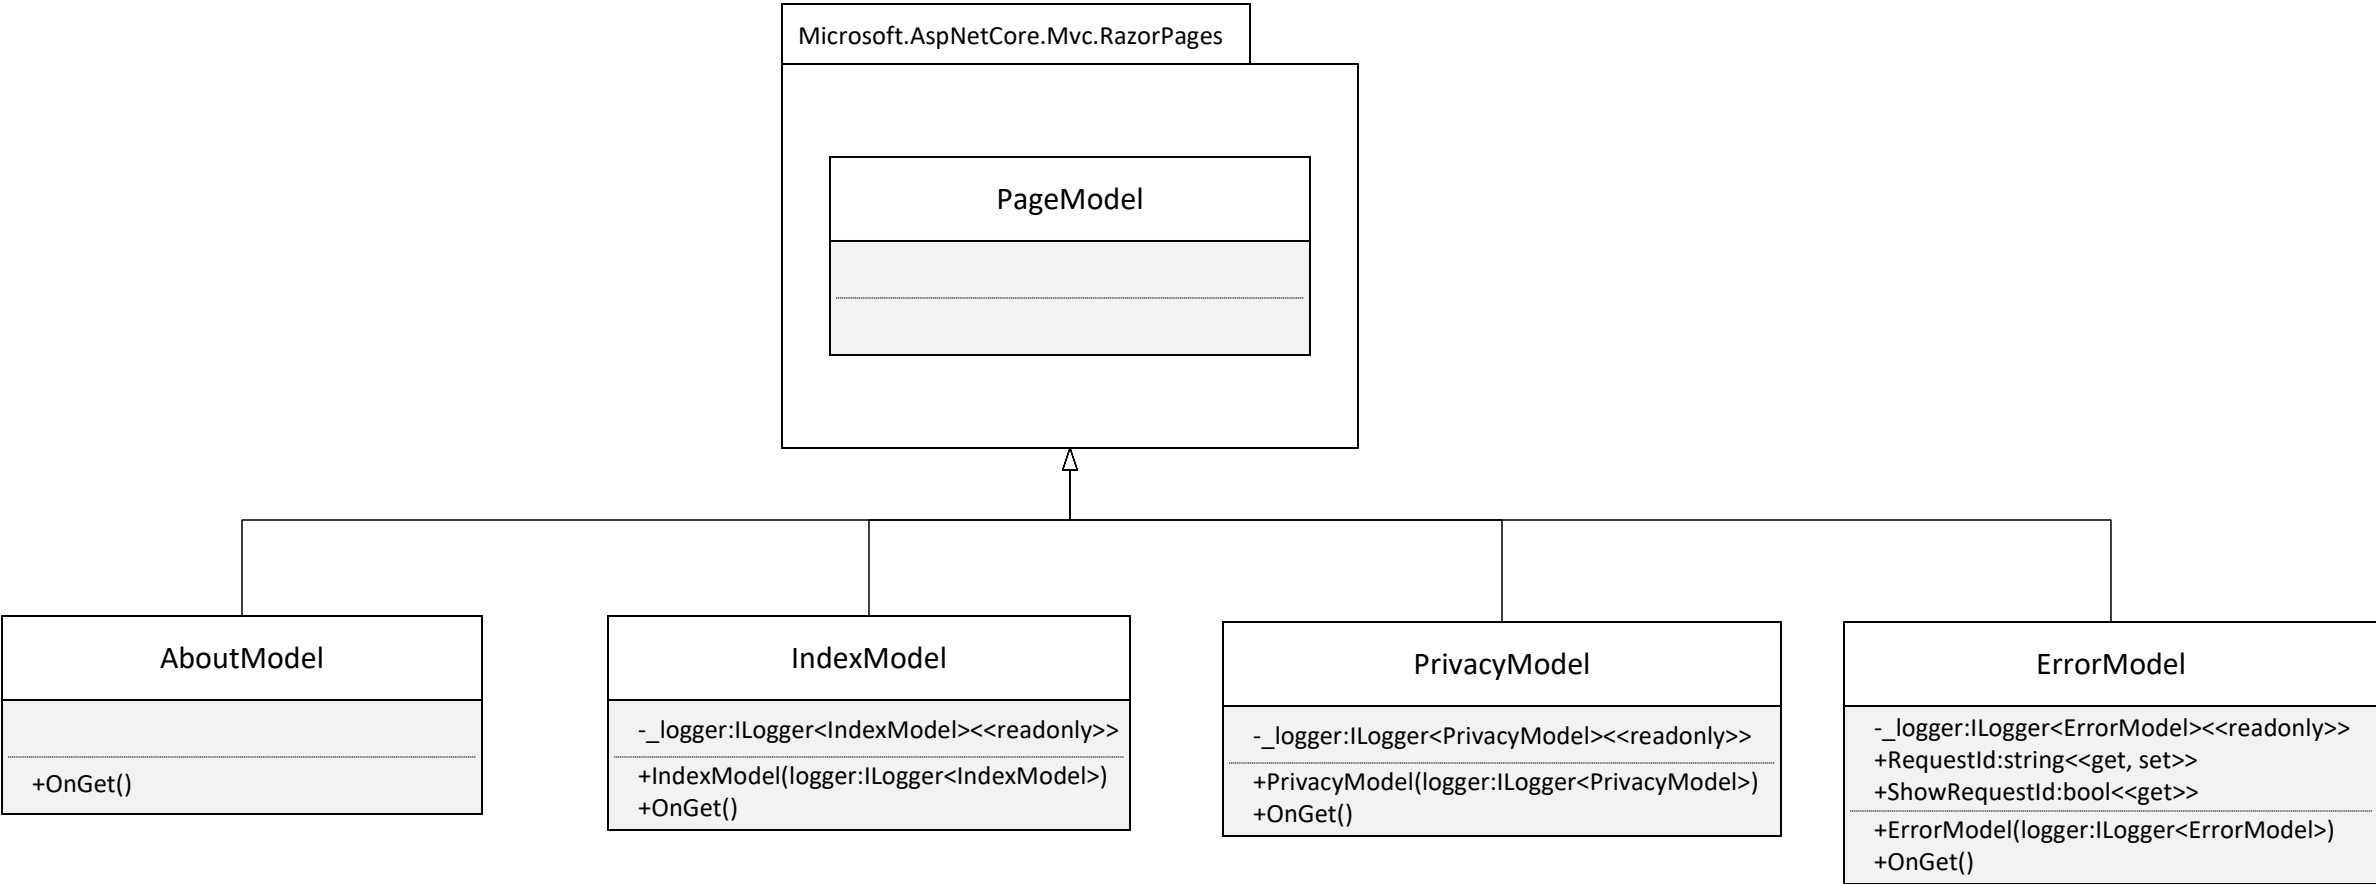 Microsoft.AspNetCore.Mvc.RazorPages
PageModel
AboutModel
+OnGet()
IndexModel
-_logger:ILogger<IndexModel><<readonly>>
+IndexModel(logger:ILogger<IndexModel>)
+OnGet()
PrivacyModel
-_logger:ILogger<PrivacyModel><<readonly>>
+PrivacyModel(logger:ILogger<PrivacyModel>)
+OnGet()
ErrorModel
-_logger:ILogger<ErrorModel><<readonly>>
+RequestId:string<<get, set>>
+ShowRequestId:bool<<get>>
+ErrorModel(logger:ILogger<ErrorModel>)
+OnGet()